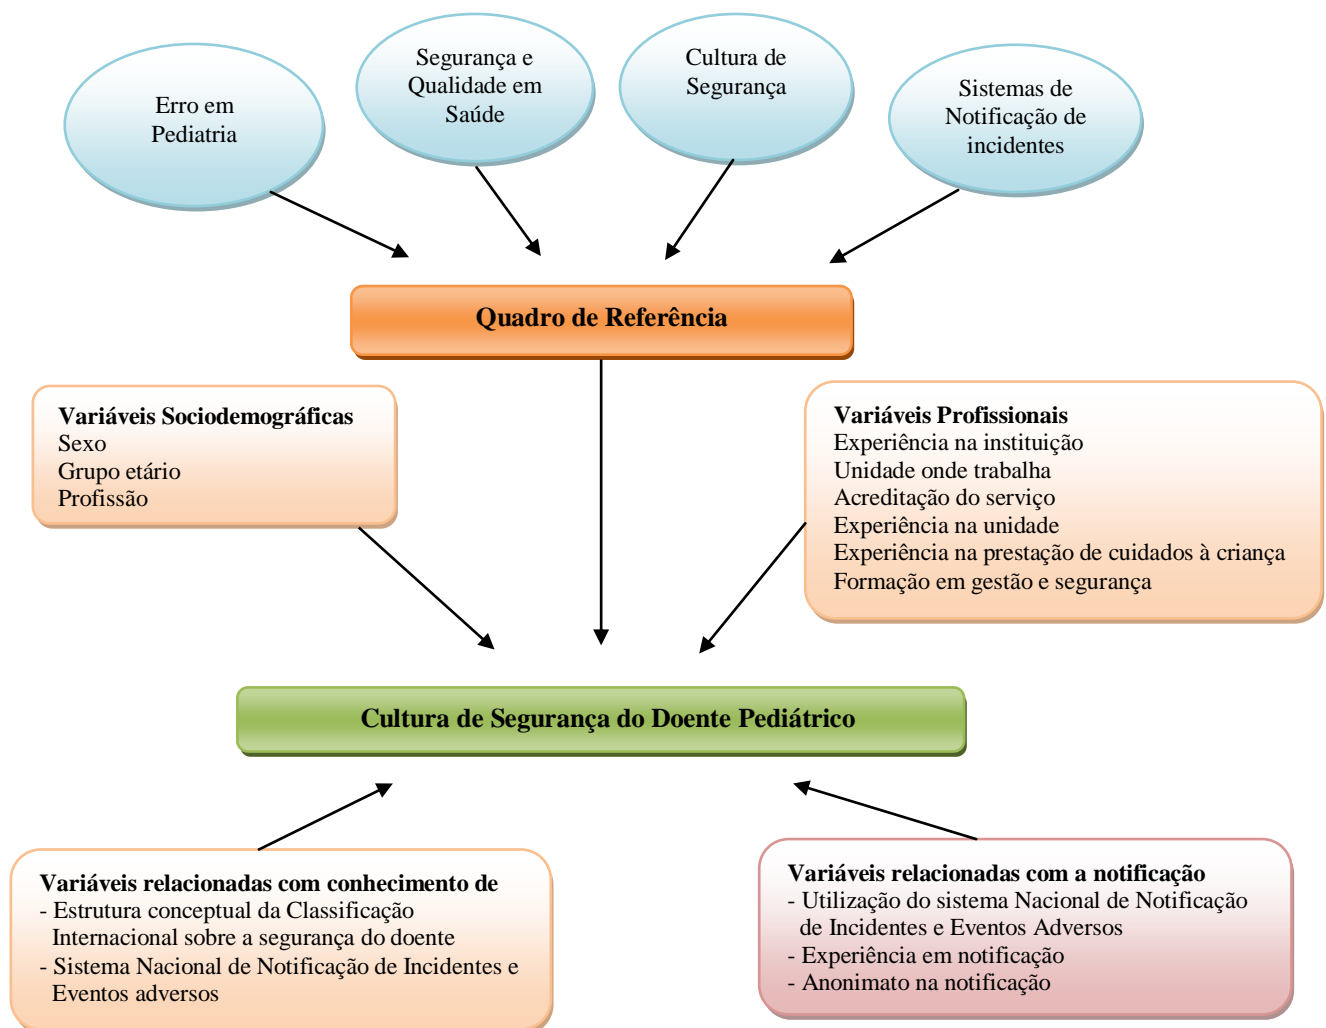 Erro em
Pediatria
Segurança e
Qualidade em
Saúde
Cultura de
Segurança
Sistemas de
Notificação de
incidentes
Quadro de Referência
Variáveis Sociodemográficas
Sexo
Grupo etário
Profissão
Variáveis Profissionais
Experiência na instituição
Unidade onde trabalha
Acreditação do serviço
Experiência na unidade
Experiência na prestação de cuidados à criança
Formação em gestão e segurança
Cultura de Segurança do Doente Pediátrico
Variáveis relacionadas com conhecimento de
- Estrutura conceptual da Classificação
Internacional sobre a segurança do doente
- Sistema Nacional de Notificação de Incidentes e
Eventos adversos
Variáveis relacionadas com a notificação
- Utilização do sistema Nacional de Notificação
de Incidentes e Eventos Adversos
- Experiência em notificação
- Anonimato na notificação